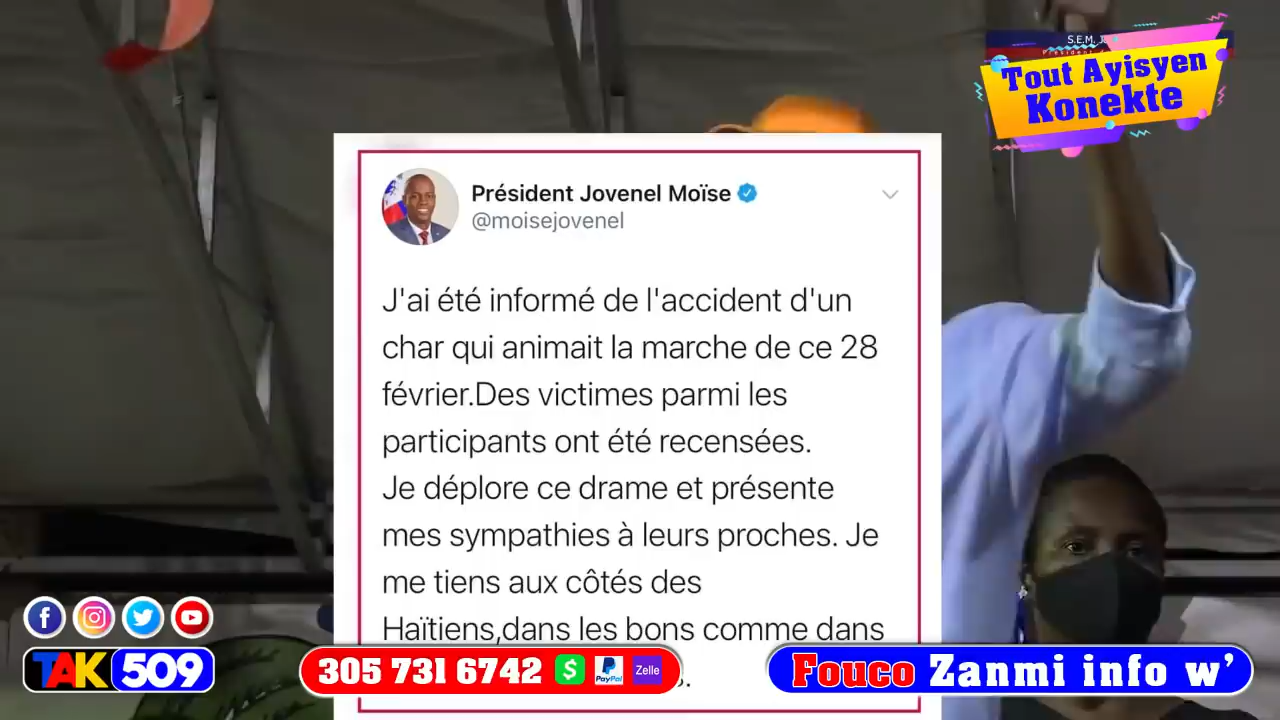 S.E.M. J
Tout Ayisyen
Konekte
Président Jovenel Moïse
@moisejovenel
J'ai été informé de l'accident d'un
char qui animait la marche de ce 28
février.Des victimes parmi les
participants ont été recensées.
Je déplore ce drame et présente
mes sympathies à leurs proches. Je
me tiens aux côtés des
Haïtiens,dans les bons comme dans
TAK 509
305 731 6742 $ PayPal Zelle
Fouco Zanmi info w’